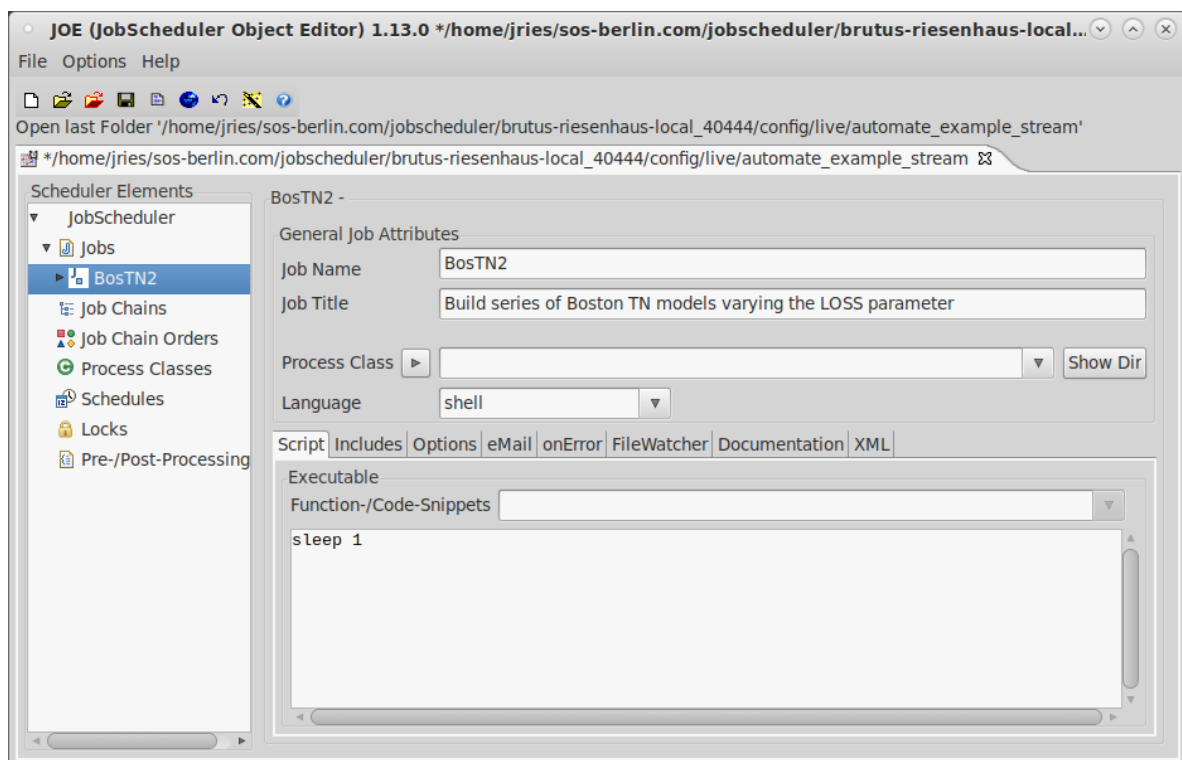 JOE (JobScheduler Object Editor) 1.13.0 */home/jries/sos-berlin.com/jobscheduler/brutus-riesenhaus-local...
File Options Help
Open last Folder '/home/jries/sos-berlin.com/jobscheduler/brutus-riesenhaus-local_40444/config/live/automate_example_stream'
*/home/jries/sos-berlin.com/jobscheduler/brutus-riesenhaus-local_40444/config/live/automate_example_stream
Scheduler Elements
JobScheduler
Jobs
BosTN2
Job Chains
Job Chain Orders
Process Classes
Schedules
Locks
Pre-/Post-Processing
BosTN2 -
General Job Attributes
Job Name BosTN2
Job Title Build series of Boston TN models varying the LOSS parameter
Process Class Show Dir
Language shell
Script Includes Options eMail onError FileWatcher Documentation XML
Executable
Function-/Code-Snippets
sleep 1